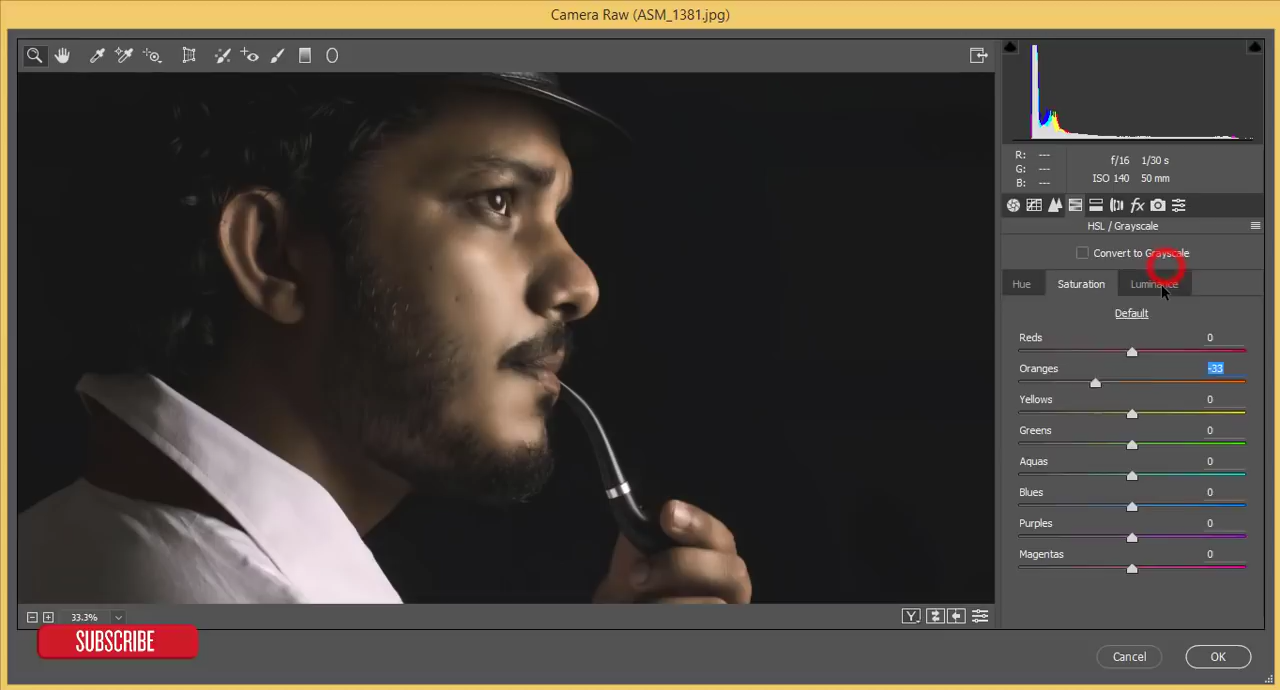 Camera Raw (ASM_1381.jpg)
R: ---
G: ---
B: ---
f/16 1/30 s
ISO 140 50 mm
HSL / Grayscale
Convert to Grayscale
Hue Saturation Luminance
Default
Reds 0
Oranges -33
Yellows 0
Greens 0
Aquas 0
Blues 0
Purples 0
Magentas 0
33.3%
Y
SUBSCRIBE
Cancel OK